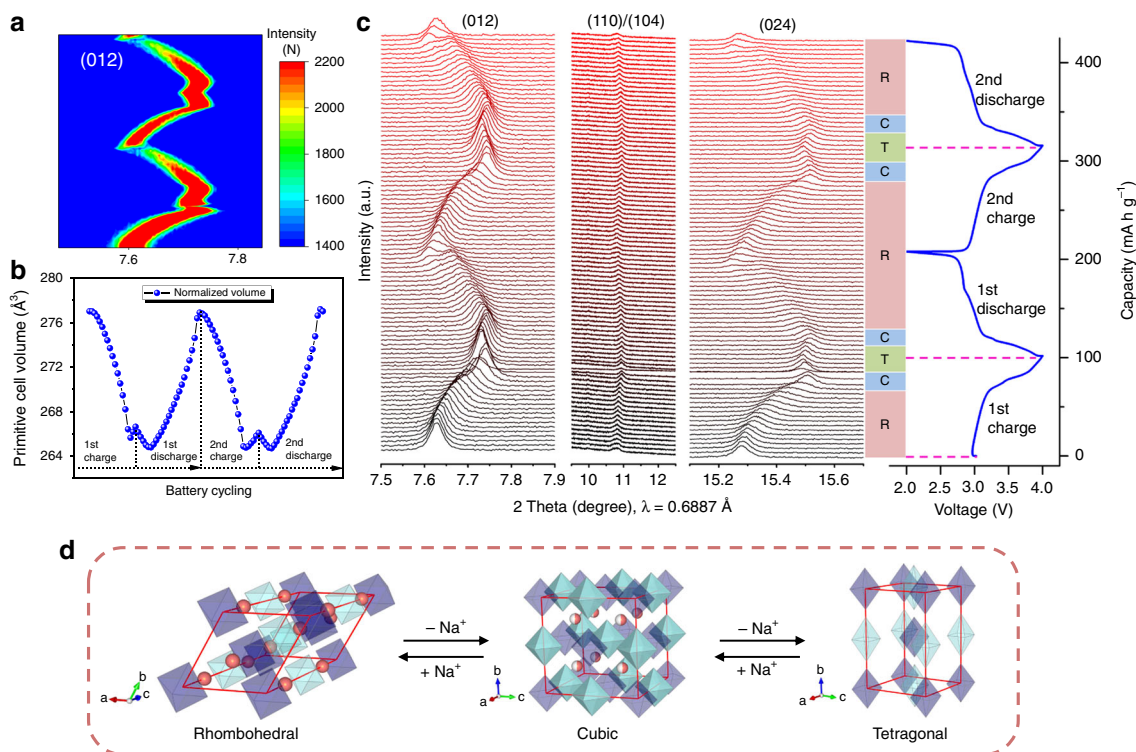 a
(012)
Intensity
(N)
2200
2000
1800
1600
1400
7.6
7.8
b
Primitive cell volume (Å³)
280
276
272
268
264
Normalized volume
1st
charge
1st
discharge
2nd
charge
2nd
discharge
Battery cycling
c
(012)
(110)/(104)
(024)
Intensity (a.u.)
7.5
7.6
7.7
7.8
7.9
10
11
12
15.2
15.4
15.6
2 Theta (degree), λ = 0.6887 Å
R
C
T
C
R
C
T
C
R
2nd
discharge
2nd
charge
1st
discharge
1st
charge
2.0
3.0
4.0
Voltage (V)
400
300
200
100
0
Capacity (mA h g⁻¹)
d
a
b
c
Rhombohedral
– Na⁺
+ Na⁺
a
b
c
Cubic
– Na⁺
+ Na⁺
a
b
c
Tetragonal